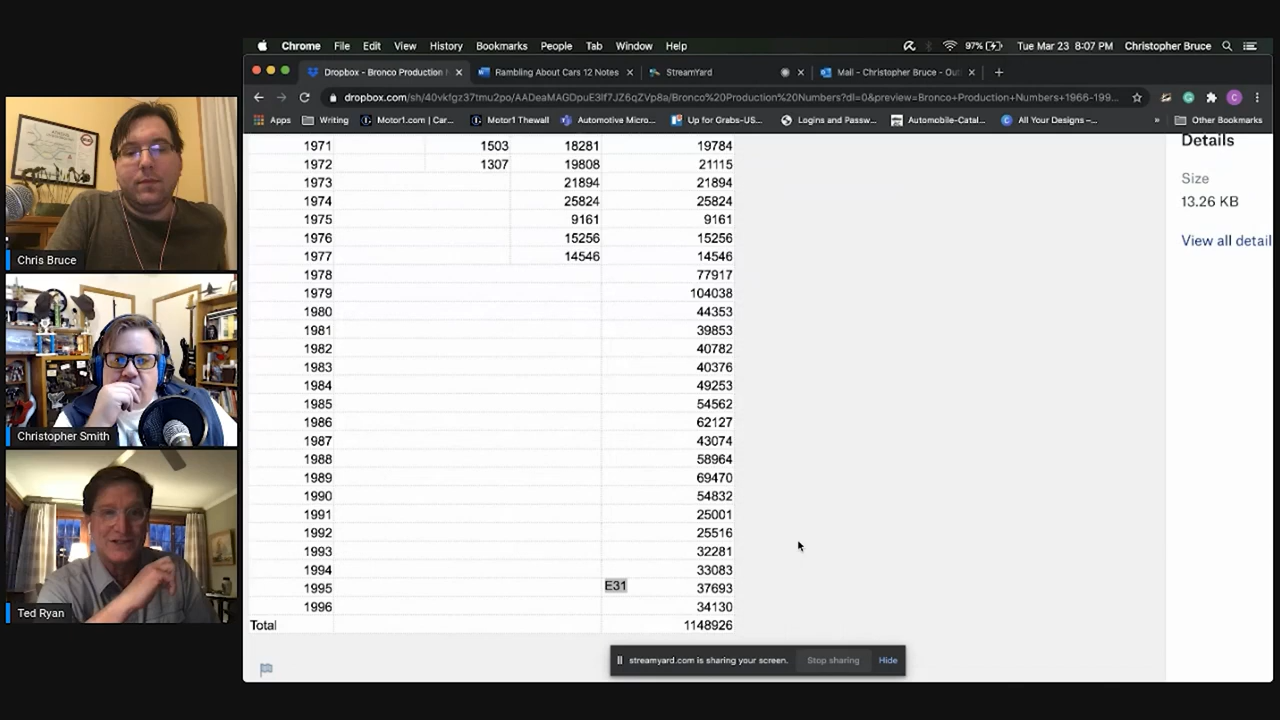 Chrome File Edit View History Bookmarks People Tab Window Help 97% Tue Mar 23 8:07 PM Christopher Bruce
Dropbox - Bronco Production Rambling About Cars 12 Notes StreamYard Mail - Christopher Bruce - Out
dropbox.com/sh/40vkfgz37tmu2po/AADeaMAGDpuE3lf7JZ6qZVp8a/Bronco%20Production%20Numbers?dl=0&preview=Bronco+Production+Numbers+1966-199...
Apps Writing Motor1.com | Car... Motor1 Thewall Automotive Micro... Up for Grabs-US... Logins and Passw... Automobile-Catal... All Your Designs –... » Other Bookmarks
Details
Size
13.26 KB
View all detail
1971 1503 18281 19784
1972 1307 19808 21115
1973 21894 21894
1974 25824 25824
1975 9161 9161
1976 15256 15256
1977 14546 14546
1978 77917
1979 104038
1980 44353
1981 39853
1982 40782
1983 40376
1984 49253
1985 54562
1986 62127
1987 43074
1988 58964
1989 69470
1990 54832
1991 25001
1992 25516
1993 32281
1994 33083
1995 E31 37693
1996 34130
Total 1148926
streamyard.com is sharing your screen. Stop sharing Hide
Chris Bruce
Christopher Smith
Ted Ryan